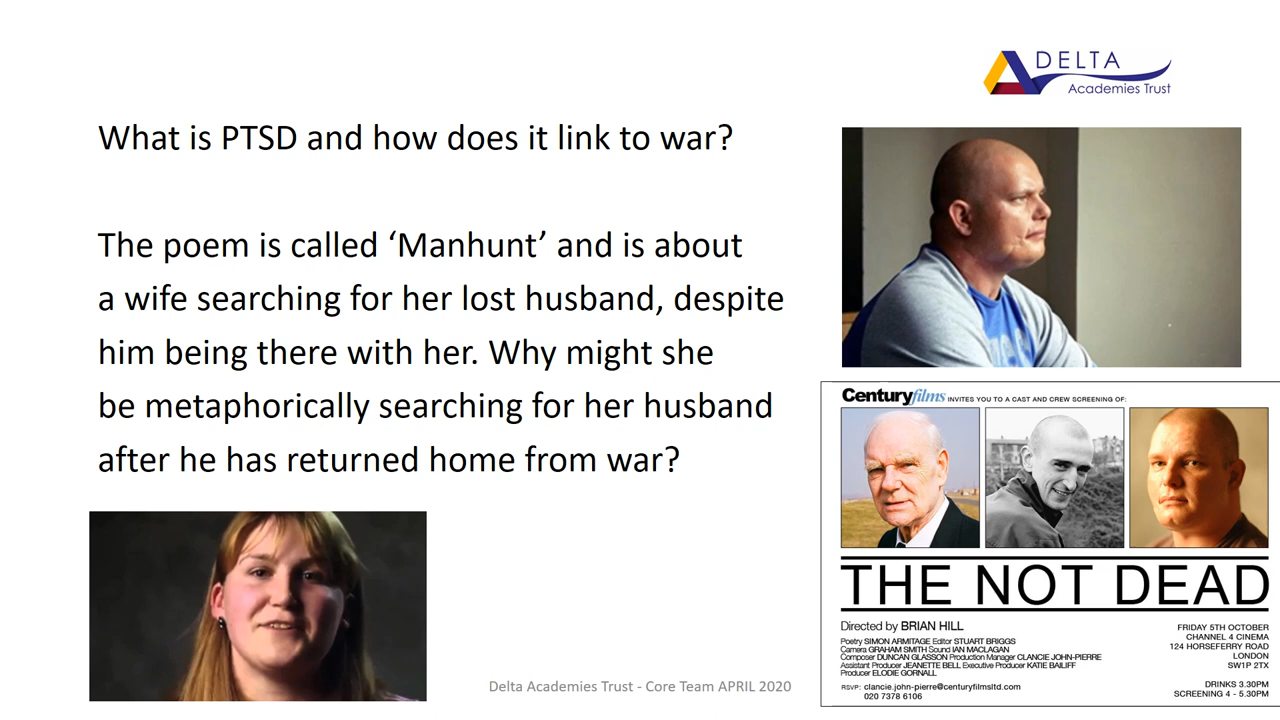 DELTA
Academies Trust
What is PTSD and how does it link to war?
The poem is called ‘Manhunt’ and is about
a wife searching for her lost husband, despite
him being there with her. Why might she
be metaphorically searching for her husband
after he has returned home from war?
Centuryfilms INVITES YOU TO A CAST AND CREW SCREENING OF:
THE NOT DEAD
Directed by BRIAN HILL
Poetry SIMON ARMITAGE Editor STUART BRIGGS
Camera GRAHAM SMITH Sound IAN MACLAGAN
Composer DUNCAN GLASSON Production Manager CLANCIE JOHN-PIERRE
Assistant Producer JEANETTE BELL Executive Producer KATIE BAILIFF
Producer ELODIE GORNALL
RSVP: clancie.john-pierre@centuryfilmsltd.com
020 7378 6106
FRIDAY 5TH OCTOBER
CHANNEL 4 CINEMA
124 HORSEFERRY ROAD
LONDON
SW1P 2TX
DRINKS 3.30PM
SCREENING 4 - 5.30PM
Delta Academies Trust - Core Team APRIL 2020